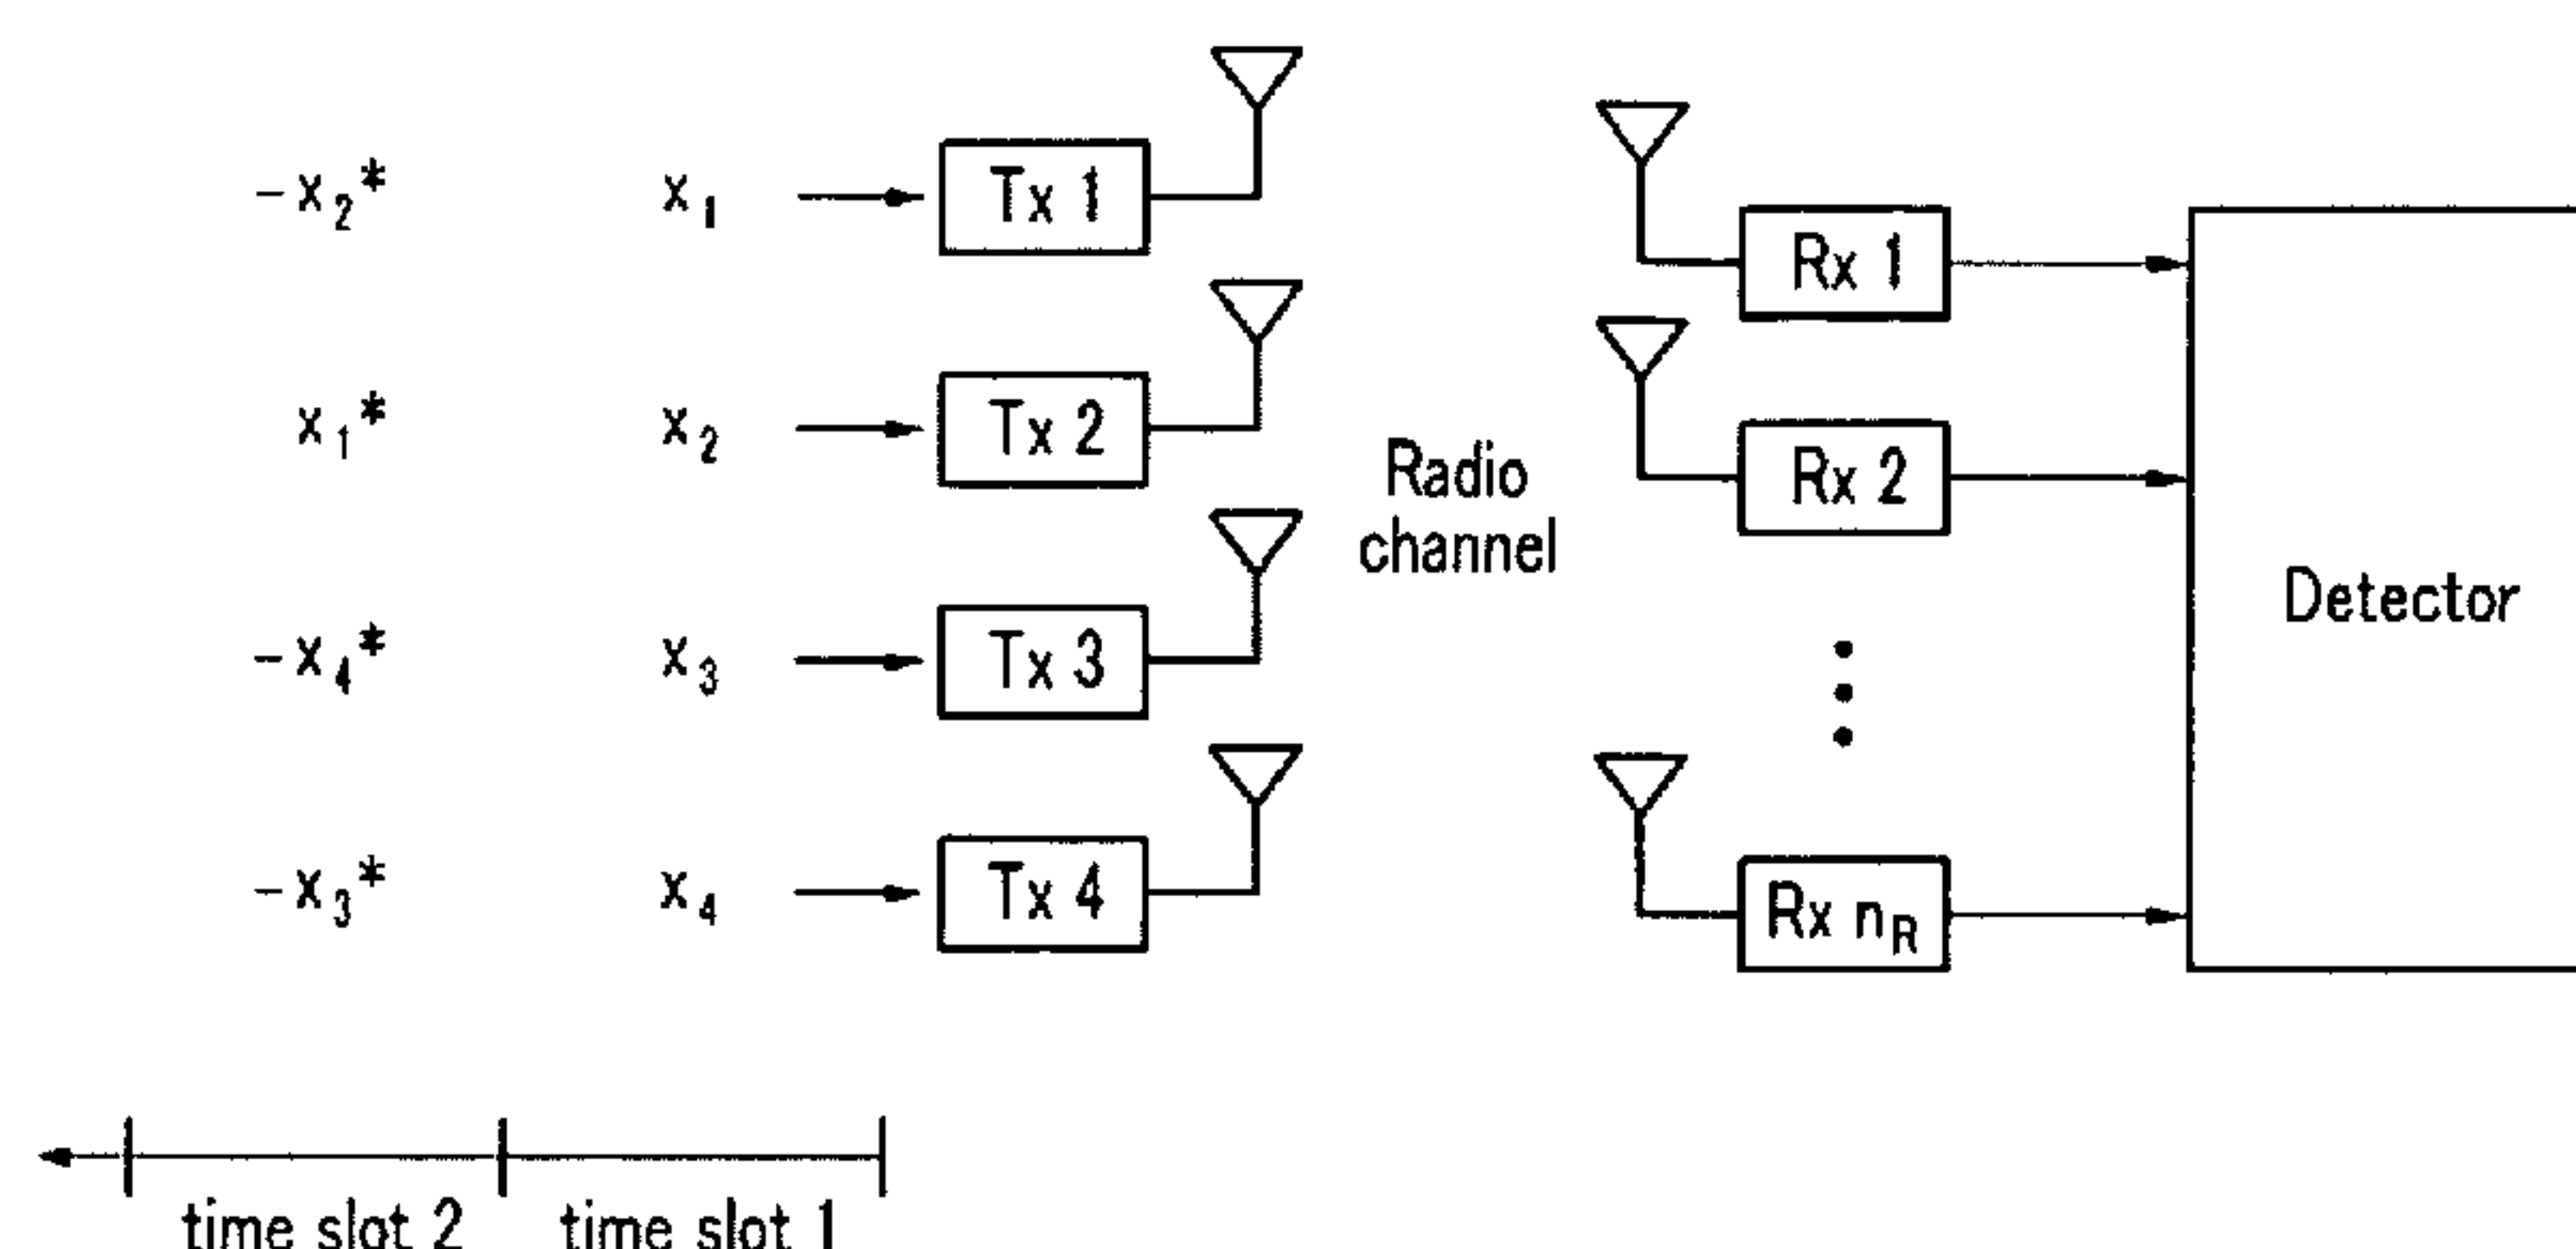 -x₂* x₁ Tx 1
Rx 1
x₁* x₂ Tx 2
Rx 2
Radio
channel
-x₄* x₃ Tx 3
Detector
-x₃* x₄ Tx 4
Rx n_R
time slot 2 time slot 1